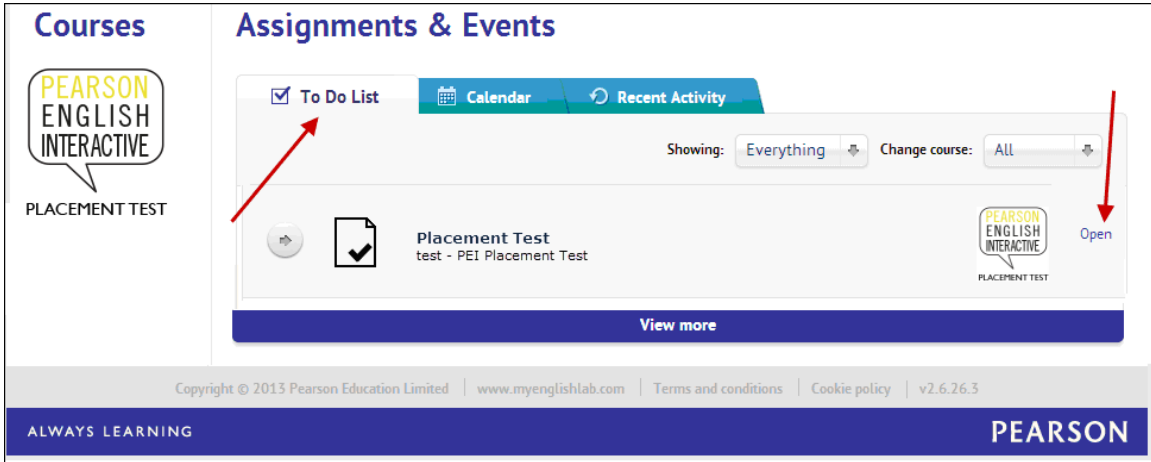 Courses
PEARSON
ENGLISH
INTERACTIVE
PLACEMENT TEST
Assignments & Events
To Do List
Calendar
Recent Activity
Showing: Everything Change course: All
Placement Test
test - PEI Placement Test
PEARSON
ENGLISH
INTERACTIVE
PLACEMENT TEST
Open
View more
Copyright © 2013 Pearson Education Limited | www.myenglishlab.com | Terms and conditions | Cookie policy | v2.6.26.3
ALWAYS LEARNING
PEARSON